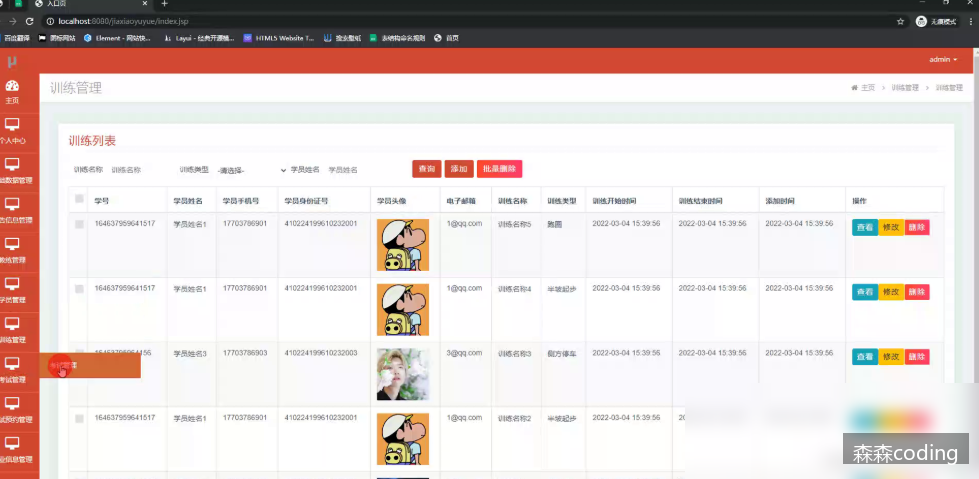 入口页
localhost:8080/jiaxiaoyuyue/index.jsp
无痕模式
百度翻译 图标网站 Element - 网站快... Layui - 经典开源模... HTML5 Website T... 搜索壁纸 表结构命名规则 首页
admin
训练管理
主页 > 训练管理 > 训练管理
主页
个人中心
数据管理
告信息管理
教练管理
学员管理
训练管理
考试管理
试预约管理
业信息管理
训练列表
训练名称 训练名称 训练类型 -请选择- 学员姓名 学员姓名 查询 添加 批量删除
学号 学员姓名 学员手机号 学员身份证号 学员头像 电子邮箱 训练名称 训练类型 训练开始时间 训练结束时间 添加时间 操作
164637959641517 学员姓名1 17703786901 410224199610232001 1@qq.com 训练名称5 跑圆 2022-03-04 15:39:56 2022-03-04 15:39:56 2022-03-04 15:39:56 查看 修改 删除
164637959641517 学员姓名1 17703786901 410224199610232001 1@qq.com 训练名称4 半坡起步 2022-03-04 15:39:56 2022-03-04 15:39:56 2022-03-04 15:39:56 查看 修改 删除
学员姓名3 17703786903 410224199610232003 3@qq.com 训练名称3 侧方停车 2022-03-04 15:39:56 2022-03-04 15:39:56 2022-03-04 15:39:56 查看 修改 删除
164637959641517 学员姓名1 17703786901 410224199610232001 1@qq.com 训练名称2 半坡起步 2022-03-04 15:39:56
森森coding